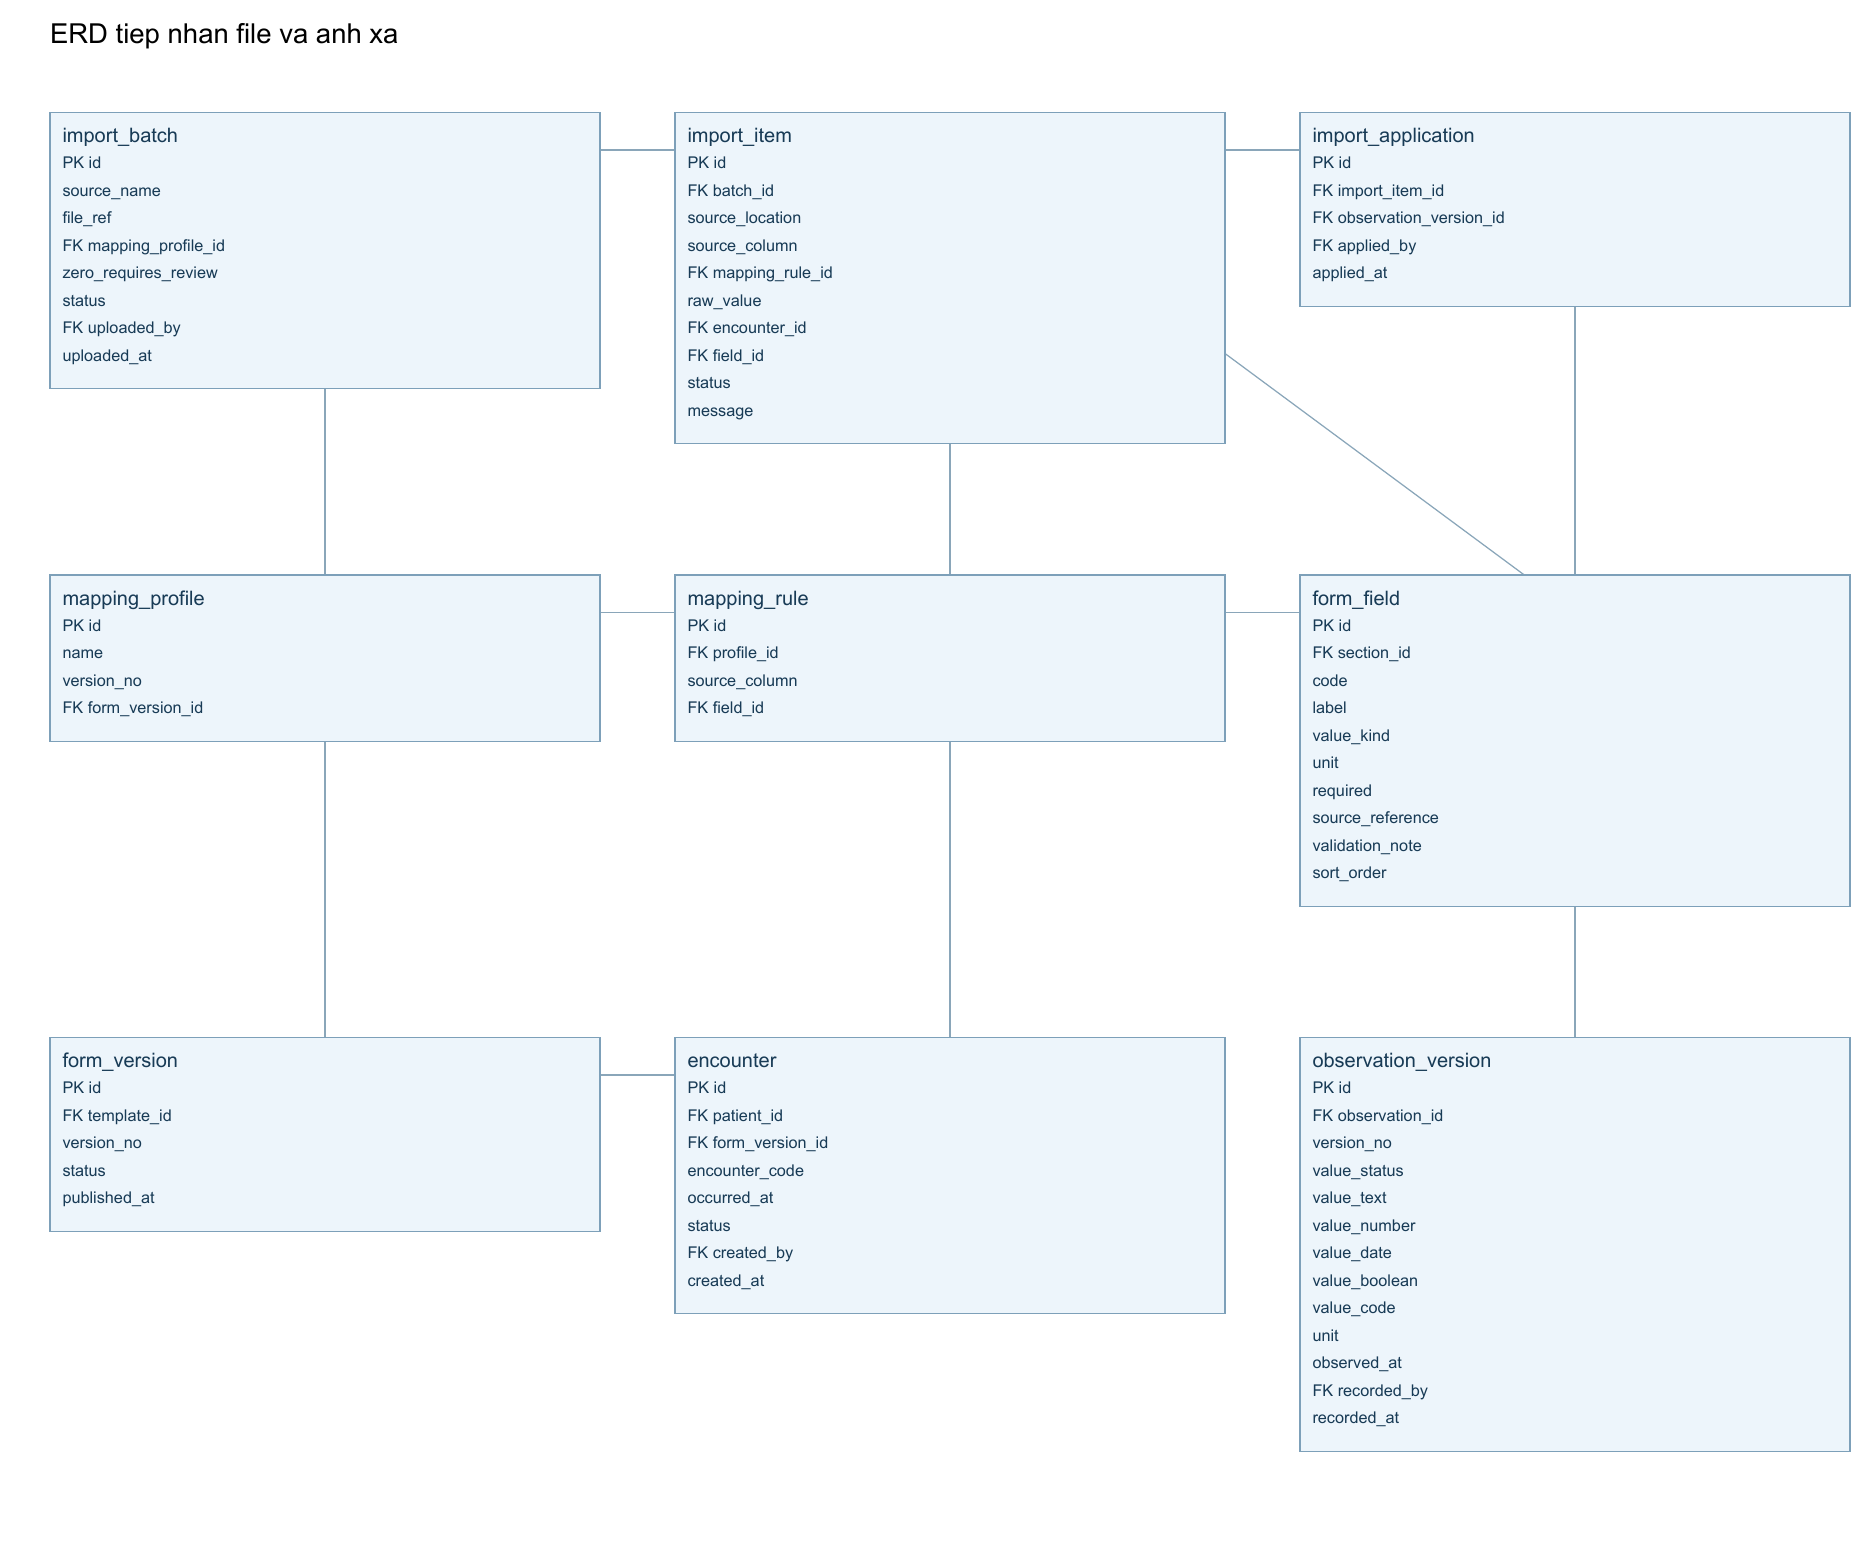 ERD tiep nhan file va anh xa
import_batch
PK id
source_name
file_ref
FK mapping_profile_id
zero_requires_review
status
FK uploaded_by
uploaded_at
import_item
PK id
FK batch_id
source_location
source_column
FK mapping_rule_id
raw_value
FK encounter_id
FK field_id
status
message
import_application
PK id
FK import_item_id
FK observation_version_id
FK applied_by
applied_at
mapping_profile
PK id
name
version_no
FK form_version_id
mapping_rule
PK id
FK profile_id
source_column
FK field_id
form_field
PK id
FK section_id
code
label
value_kind
unit
required
source_reference
validation_note
sort_order
form_version
PK id
FK template_id
version_no
status
published_at
encounter
PK id
FK patient_id
FK form_version_id
encounter_code
occurred_at
status
FK created_by
created_at
observation_version
PK id
FK observation_id
version_no
value_status
value_text
value_number
value_date
value_boolean
value_code
unit
observed_at
FK recorded_by
recorded_at